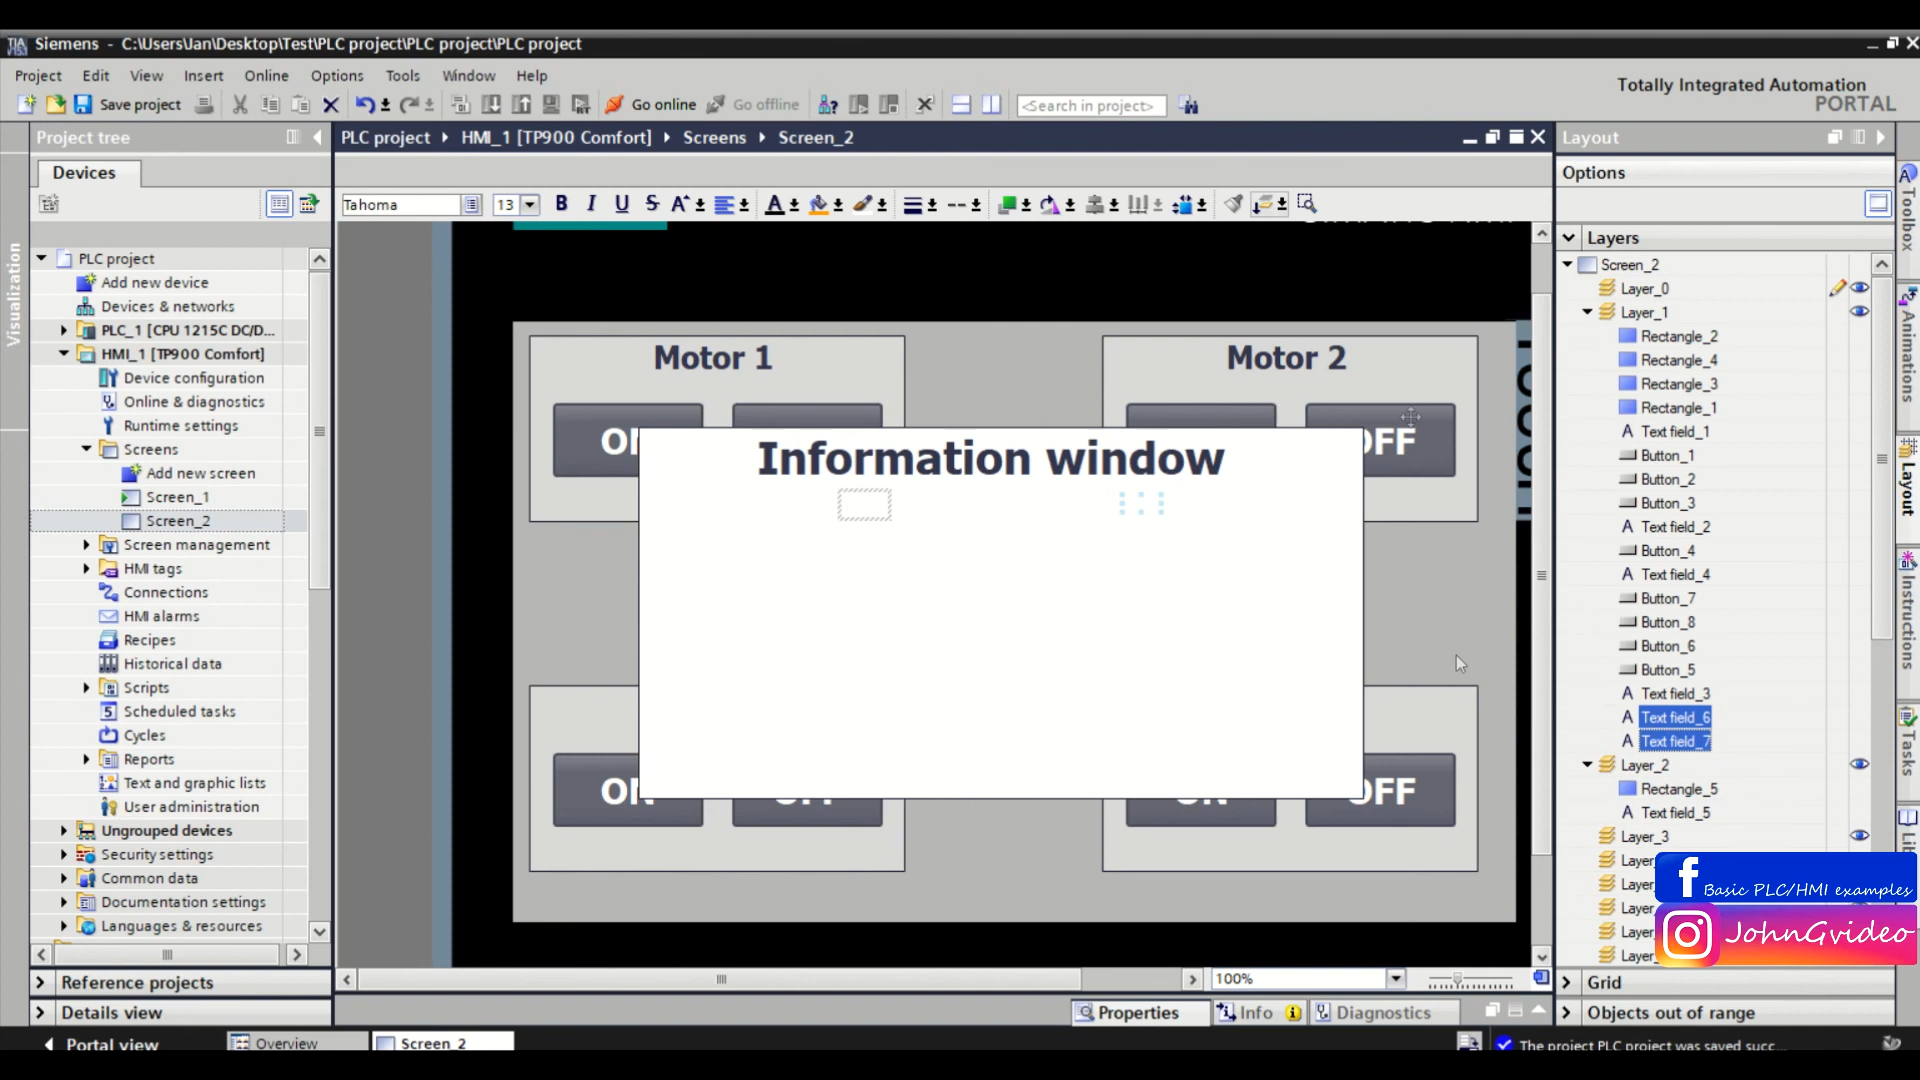 Siemens - C:\Users\Jan\Desktop\Test\PLC project\PLC project\PLC project
Project Edit View Insert Online Options Tools Window Help
Totally Integrated Automation
PORTAL
Save project
Go online
Go offline
<Search in project>
Project tree
PLC project HMI_1 [TP900 Comfort] Screens Screen_2
Layout
Devices
Options
Tahoma
13
B I U S
Visualization
PLC project
Add new device
Devices & networks
PLC_1 [CPU 1215C DC/D...
HMI_1 [TP900 Comfort]
Device configuration
Online & diagnostics
Runtime settings
Screens
Add new screen
Screen_1
Screen_2
Screen management
HMI tags
Connections
HMI alarms
Recipes
Historical data
Scripts
Scheduled tasks
Cycles
Reports
Text and graphic lists
User administration
Ungrouped devices
Security settings
Common data
Documentation settings
Languages & resources
Reference projects
Details view
Motor 1
Motor 2
OFF
Information window
OFF
100%
Properties
Info
Diagnostics
Layers
Screen_2
Layer_0
Layer_1
Rectangle_2
Rectangle_4
Rectangle_3
Rectangle_1
Text field_1
Button_1
Button_2
Button_3
Text field_2
Button_4
Text field_4
Button_7
Button_8
Button_6
Button_5
Text field_3
Text field_6
Text field_7
Layer_2
Rectangle_5
Text field_5
Layer_3
Basic PLC/HMI examples
JohnGvideo
Grid
Objects out of range
Toolbox
Animations
Layout
Instructions
Tasks
Portal view
Overview
Screen_2
The project PLC project was saved succ...